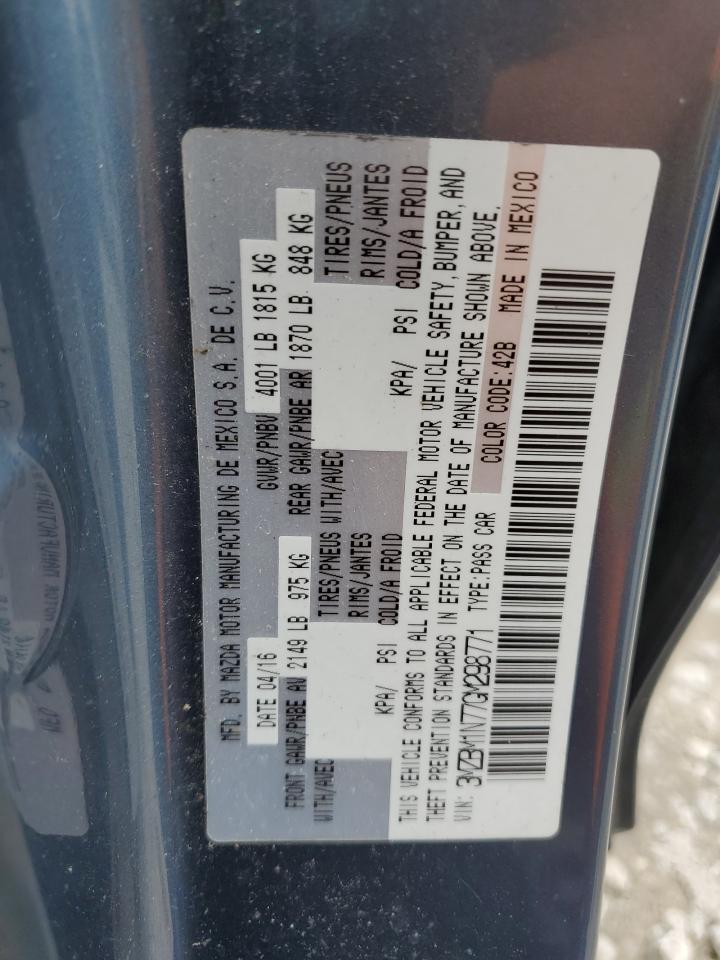 MFD. BY MAZDA MOTOR MANUFACTURING DE MEXICO S.A. DE C.V.
DATE 04/16 GVWR/PNBV 4001 LB 1815 KG
FRONT GAWR/PNBE AV 2149 LB 975 KG REAR GAWR/PNBE AR 1870 LB 848 KG
WITH/AVEC TIRES/PNEUS WITH/AVEC TIRES/PNEUS
RIMS/JANTES RIMS/JANTES
KPA/ PSI COLD/A FROID KPA/ PSI COLD/A FROID
THIS VEHICLE CONFORMS TO ALL APPLICABLE FEDERAL MOTOR VEHICLE SAFETY, BUMPER, AND
THEFT PREVENTION STANDARDS IN EFFECT ON THE DATE OF MANUFACTURE SHOWN ABOVE.
VIN: 3MZBM1N77GM298771 TYPE:PASS CAR COLOR CODE:42B MADE IN MEXICO